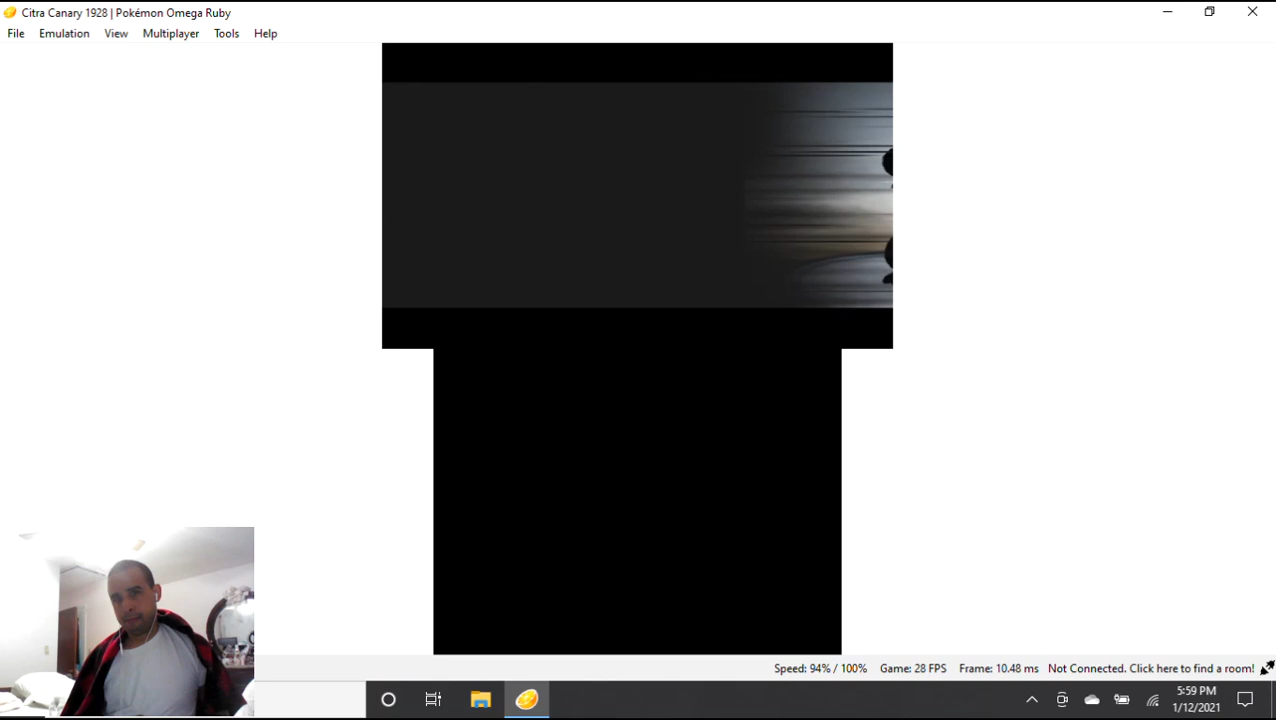 Citra Canary 1928 | Pokémon Omega Ruby
File Emulation View Multiplayer Tools Help
Speed: 94% / 100% Game: 28 FPS Frame: 10.48 ms Not Connected. Click here to find a room!
5:59 PM
1/12/2021